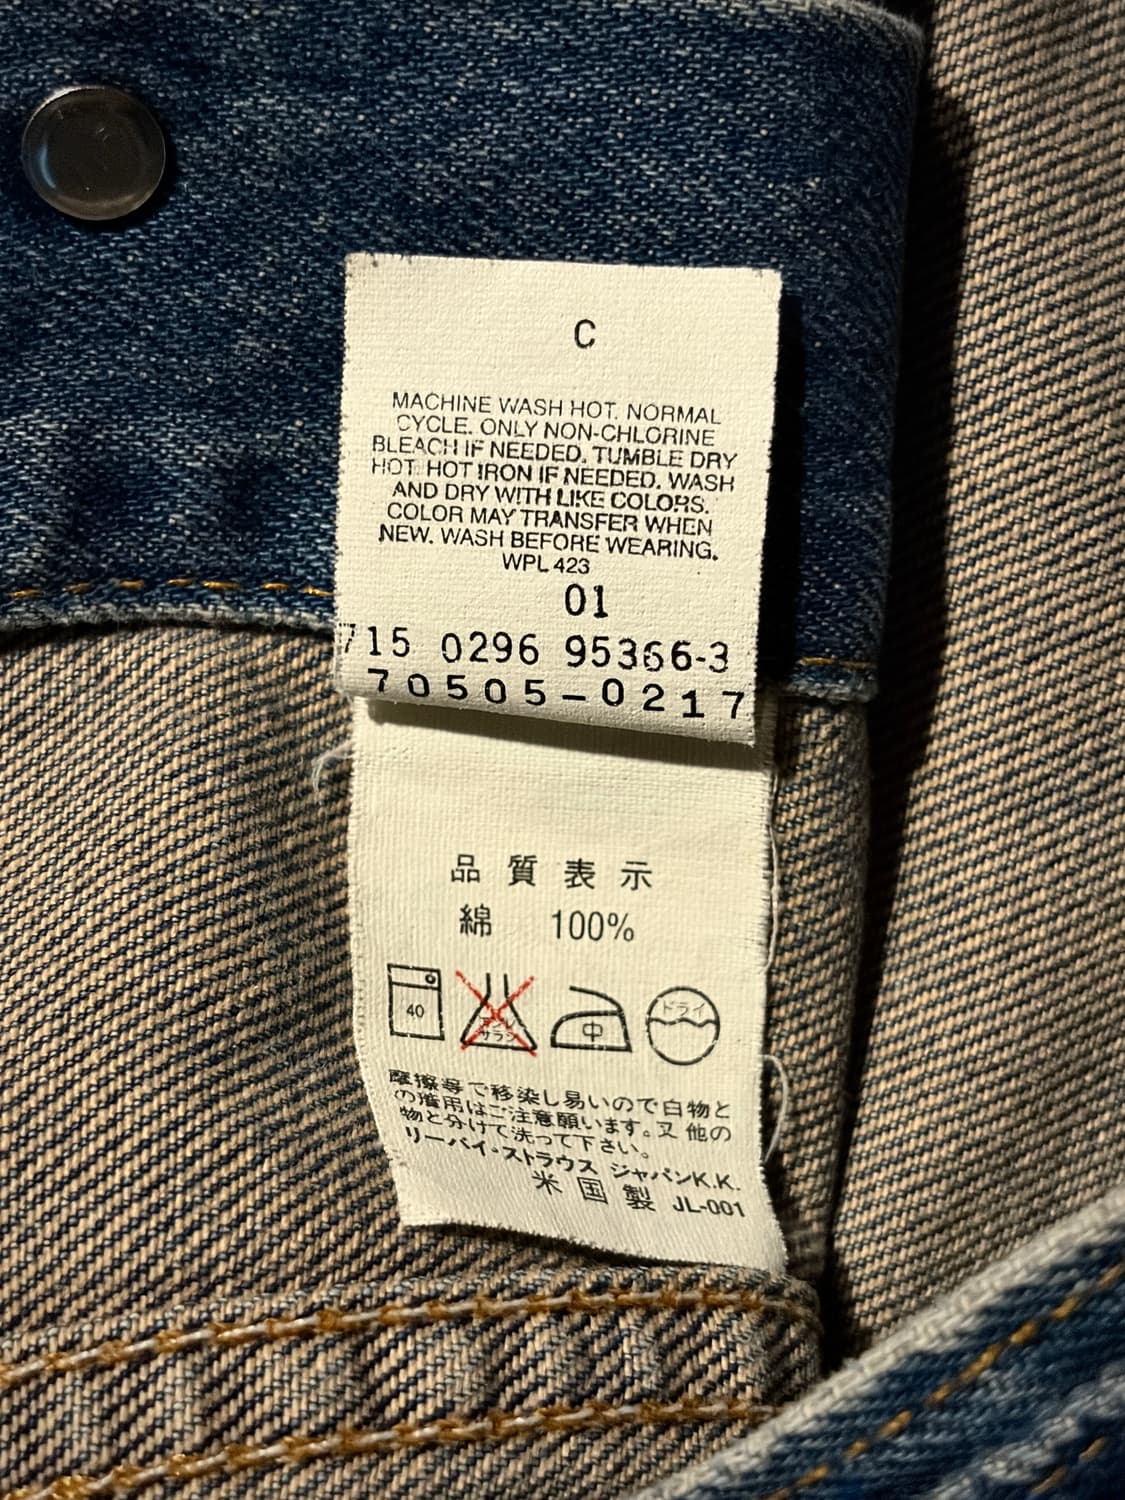 C
MACHINE WASH HOT. NORMAL
CYCLE. ONLY NON-CHLORINE
BLEACH IF NEEDED. TUMBLE DRY
HOT. HOT IRON IF NEEDED. WASH
AND DRY WITH LIKE COLORS.
COLOR MAY TRANSFER WHEN
NEW. WASH BEFORE WEARING.
WPL 423
01
715 0296 95366-3
70505-0217
品質表示
綿 100%
40
サラシ
中
ドライ
摩擦等で移染し易いので白物と
の着用はご注意願います。又 他の
物と分けて洗って下さい。
リーバイ・ストラウス ジャパンK.K.
米国製 JL-001